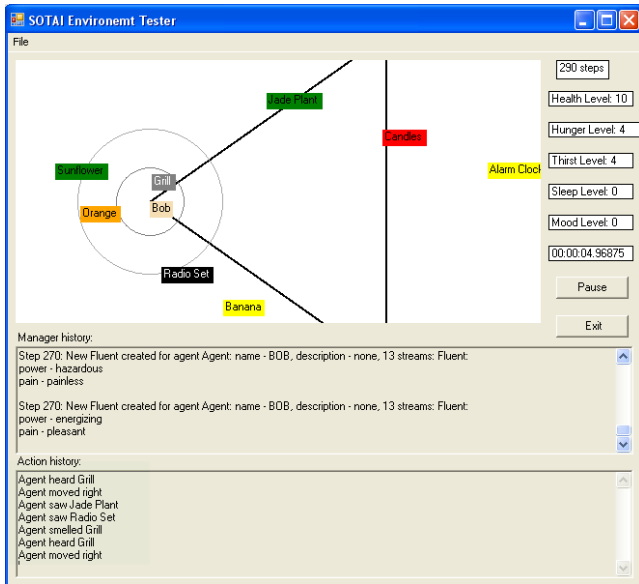 SOTAI Environemt Tester
File
290 steps
Health Level: 10
Hunger Level: 4
Thirst Level: 4
Sleep Level: 0
Mood Level: 0
00:00:04.96875
Pause
Exit
Jade Plant
Candles
Sunflower
Alarm Clock
Grill
Orange
Bob
Radio Set
Banana
Manager history:
Step 270: New Fluent created for agent Agent: name - BOB, description - none, 13 streams: Fluent:
power - hazardous
pain - painless
Step 270: New Fluent created for agent Agent: name - BOB, description - none, 13 streams: Fluent:
power - energizing
pain - pleasant
Action history:
Agent heard Grill
Agent moved right
Agent saw Jade Plant
Agent saw Radio Set
Agent smelled Grill
Agent heard Grill
Agent moved right